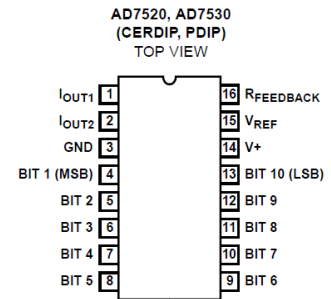 AD7520, AD7530
(CERDIP, PDIP)
TOP VIEW
IOUT1 1 16 RFEEDBACK
IOUT2 2 15 VREF
GND 3 14 V+
BIT 1 (MSB) 4 13 BIT 10 (LSB)
BIT 2 5 12 BIT 9
BIT 3 6 11 BIT 8
BIT 4 7 10 BIT 7
BIT 5 8 9 BIT 6